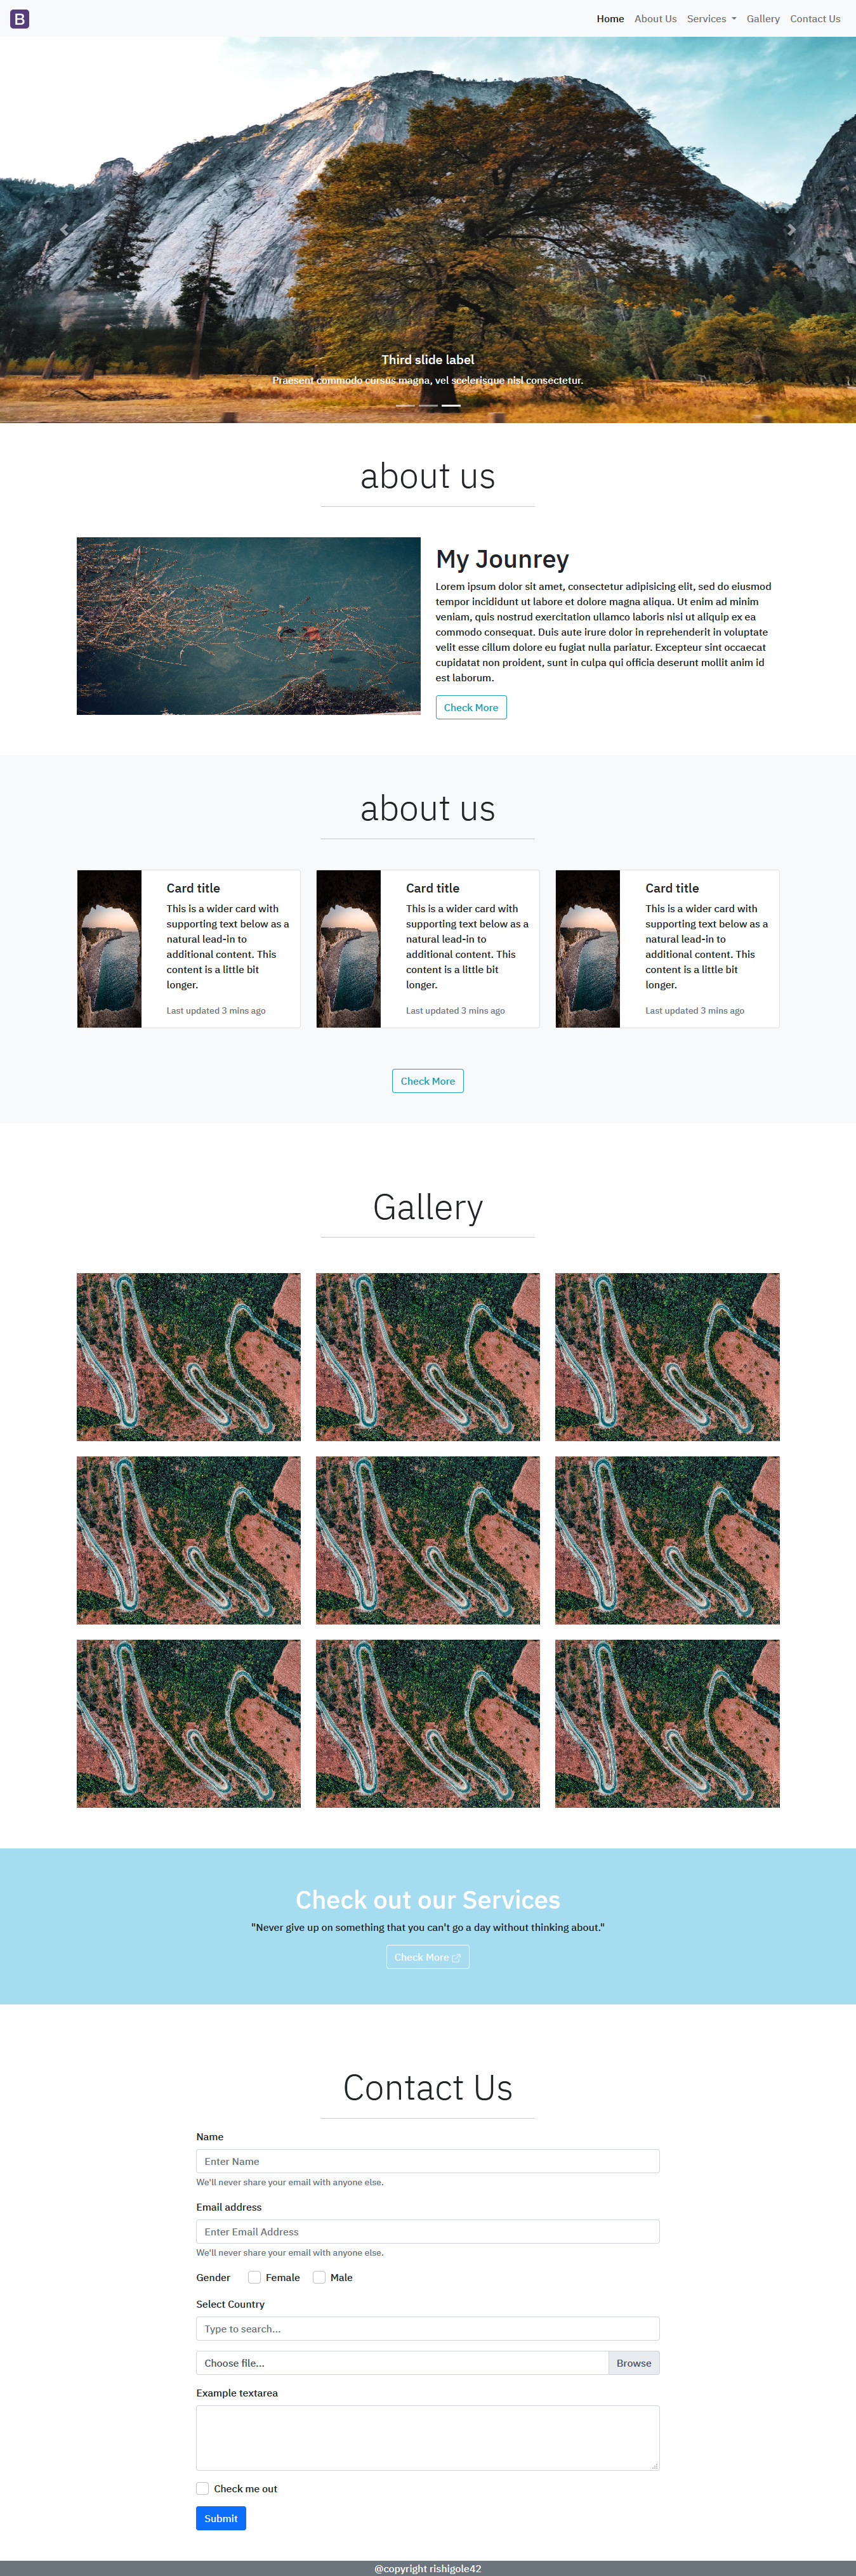 B
Home
About Us
Services
Gallery
Contact Us
Third slide label
Praesent commodo cursus magna, vel scelerisque nisl consectetur.
about us
My Jounrey
Lorem ipsum dolor sit amet, consectetur adipisicing elit, sed do eiusmod
tempor incididunt ut labore et dolore magna aliqua. Ut enim ad minim
veniam, quis nostrud exercitation ullamco laboris nisi ut aliquip ex ea
commodo consequat. Duis aute irure dolor in reprehenderit in voluptate
velit esse cillum dolore eu fugiat nulla pariatur. Excepteur sint occaecat
cupidatat non proident, sunt in culpa qui officia deserunt mollit anim id
est laborum.
Check More
about us
Card title
This is a wider card with
supporting text below as a
natural lead-in to
additional content. This
content is a little bit
longer.
Last updated 3 mins ago
Card title
This is a wider card with
supporting text below as a
natural lead-in to
additional content. This
content is a little bit
longer.
Last updated 3 mins ago
Card title
This is a wider card with
supporting text below as a
natural lead-in to
additional content. This
content is a little bit
longer.
Last updated 3 mins ago
Check More
Gallery
Check out our Services
"Never give up on something that you can't go a day without thinking about."
Check More
Contact Us
Name
Enter Name
We'll never share your email with anyone else.
Email address
Enter Email Address
We'll never share your email with anyone else.
Gender
Female
Male
Select Country
Type to search...
Choose file...
Browse
Example textarea
Check me out
Submit
@copyright rishigole42